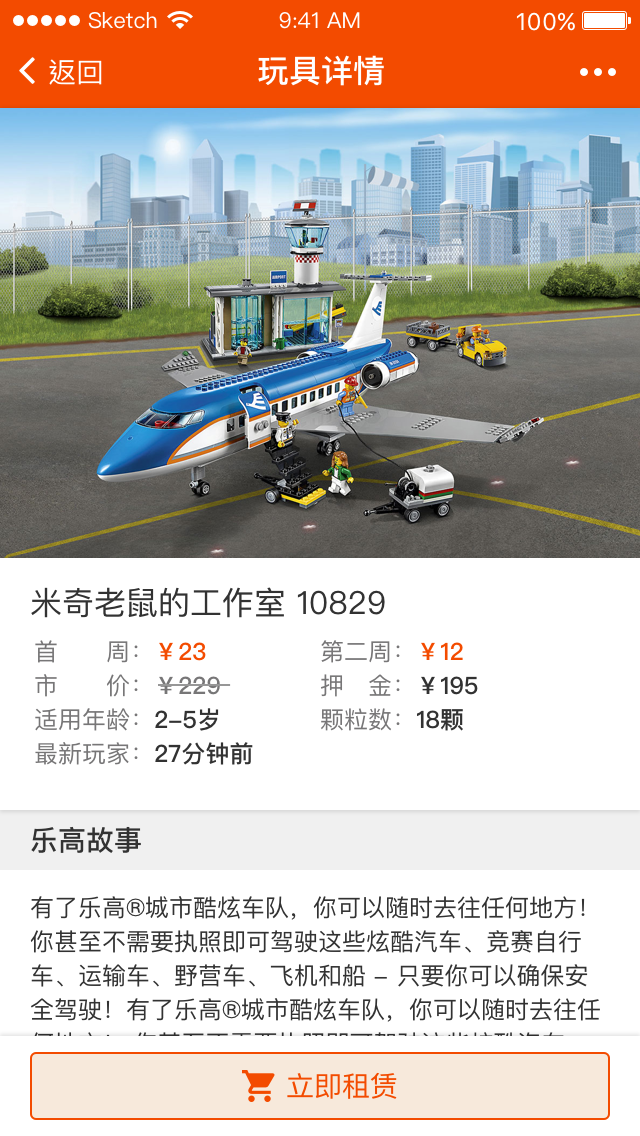 Sketch 9:41 AM 100%
返回 玩具详情
AIRPORT
米奇老鼠的工作室 10829
首周：￥23 第二周：￥12
市价：￥229 押金：￥195
适用年龄：2–5岁 颗粒数：18颗
最新玩家：27分钟前
乐高故事
有了乐高®城市酷炫车队，你可以随时去往任何地方！
你甚至不需要执照即可驾驶这些炫酷汽车、竞赛自行
车、运输车、野营车、飞机和船 – 只要你可以确保安
全驾驶！有了乐高®城市酷炫车队，你可以随时去往任
立即租赁